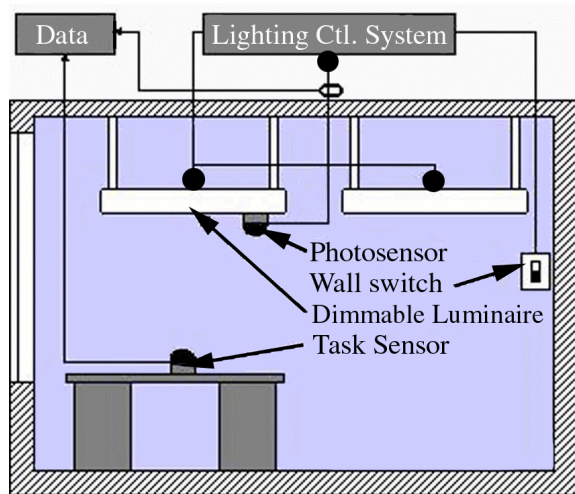 Data
Lighting Ctl. System
Photosensor
Wall switch
Dimmable Luminaire
Task Sensor